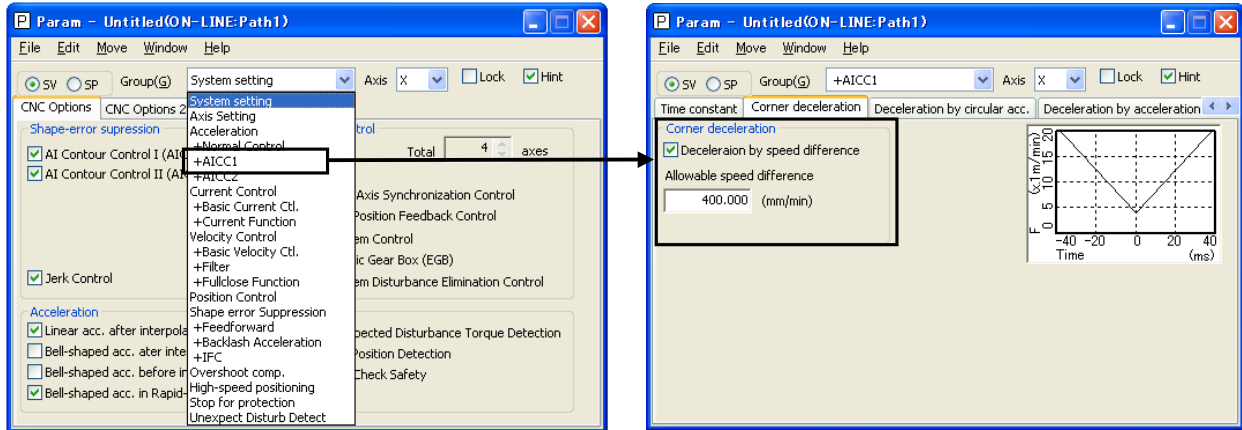 Param - Untitled(ON-LINE:Path1)
File Edit Move Window Help
SV SP Group(G) System setting Axis X Lock Hint
CNC Options CNC Options 2
System setting
Axis Setting
Acceleration
+Normal Control
+AICC1
+AICC2
Current Control
+Basic Current Ctl.
+Current Function
Velocity Control
+Basic Velocity Ctl.
+Filter
+Fullclose Function
Position Control
Shape error Suppression
+Feedforward
+Backlash Acceleration
+IFC
Overshoot comp.
High-speed positioning
Stop for protection
Unexpect Disturb Detect
Shape-error supression
AI Contour Control I (AI
AI Contour Control II (AI
Jerk Control
Acceleration
Linear acc. after interpola
Bell-shaped acc. ater inte
Bell-shaped acc. before in
Bell-shaped acc. in Rapid-
trol
Total 4 axes
Axis Synchronization Control
Position Feedback Control
em Control
ic Gear Box (EGB)
em Disturbance Elimination Control
pected Disturbance Torque Detection
Position Detection
Check Safety
Param - Untitled(ON-LINE:Path1)
File Edit Move Window Help
SV SP Group(G) +AICC1 Axis X Lock Hint
Time constant Corner deceleration Deceleration by circular acc. Deceleration by acceleration
Corner deceleration
Deceleraion by speed difference
Allowable speed difference
400.000 (mm/min)
F (x1m/min)
20
15
10
5
0
-40 -20 0 20 40
Time (ms)